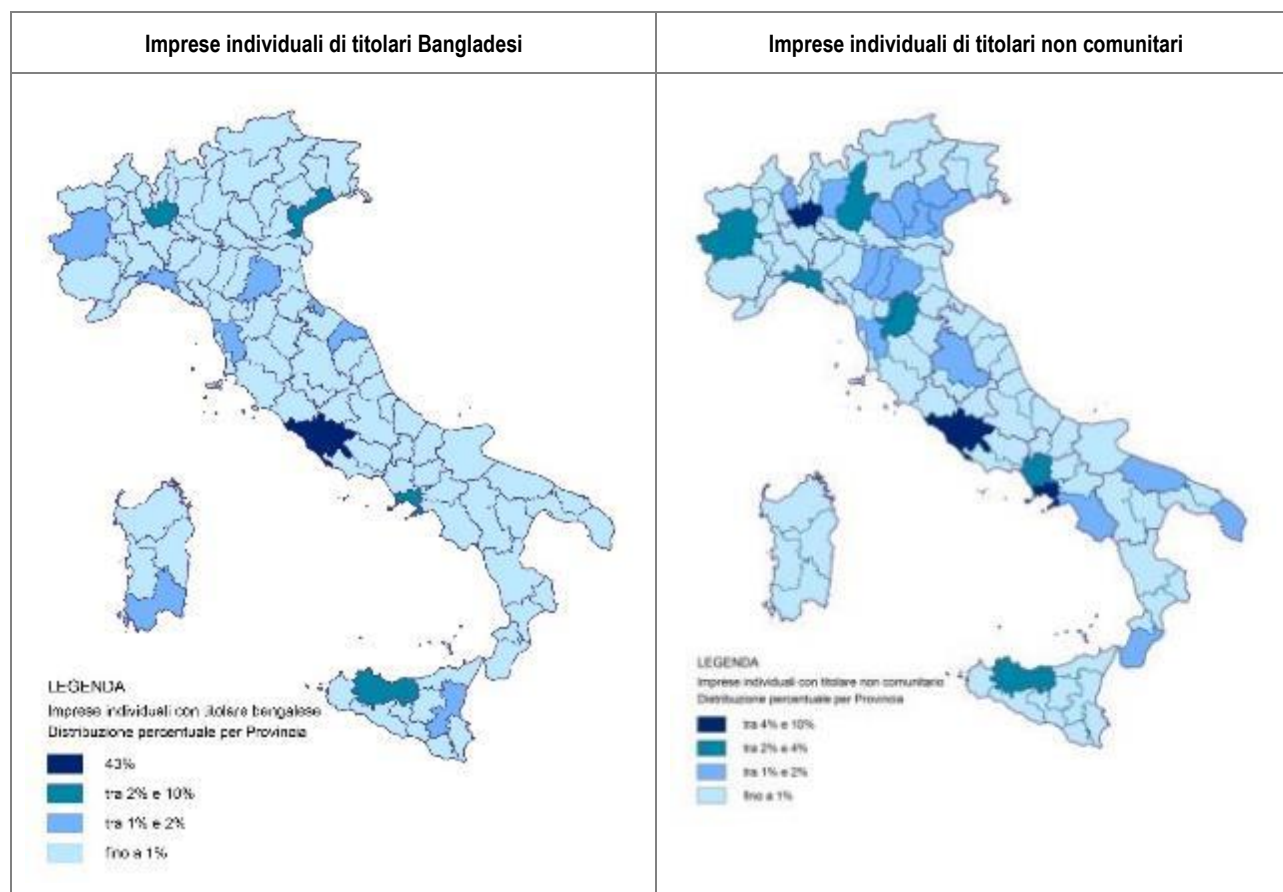 Imprese individuali di titolari Bangladesi
Imprese individuali di titolari non comunitari
LEGENDA
Imprese individuali con titolare bengalese
Distribuzione percentuale per Provincia
43%
tra 2% e 10%
tra 1% e 2%
fino a 1%
LEGENDA
Imprese individuali con titolare non comunitario
Distribuzione percentuale per Provincia
tra 4% e 10%
tra 2% e 4%
tra 1% e 2%
fino a 1%